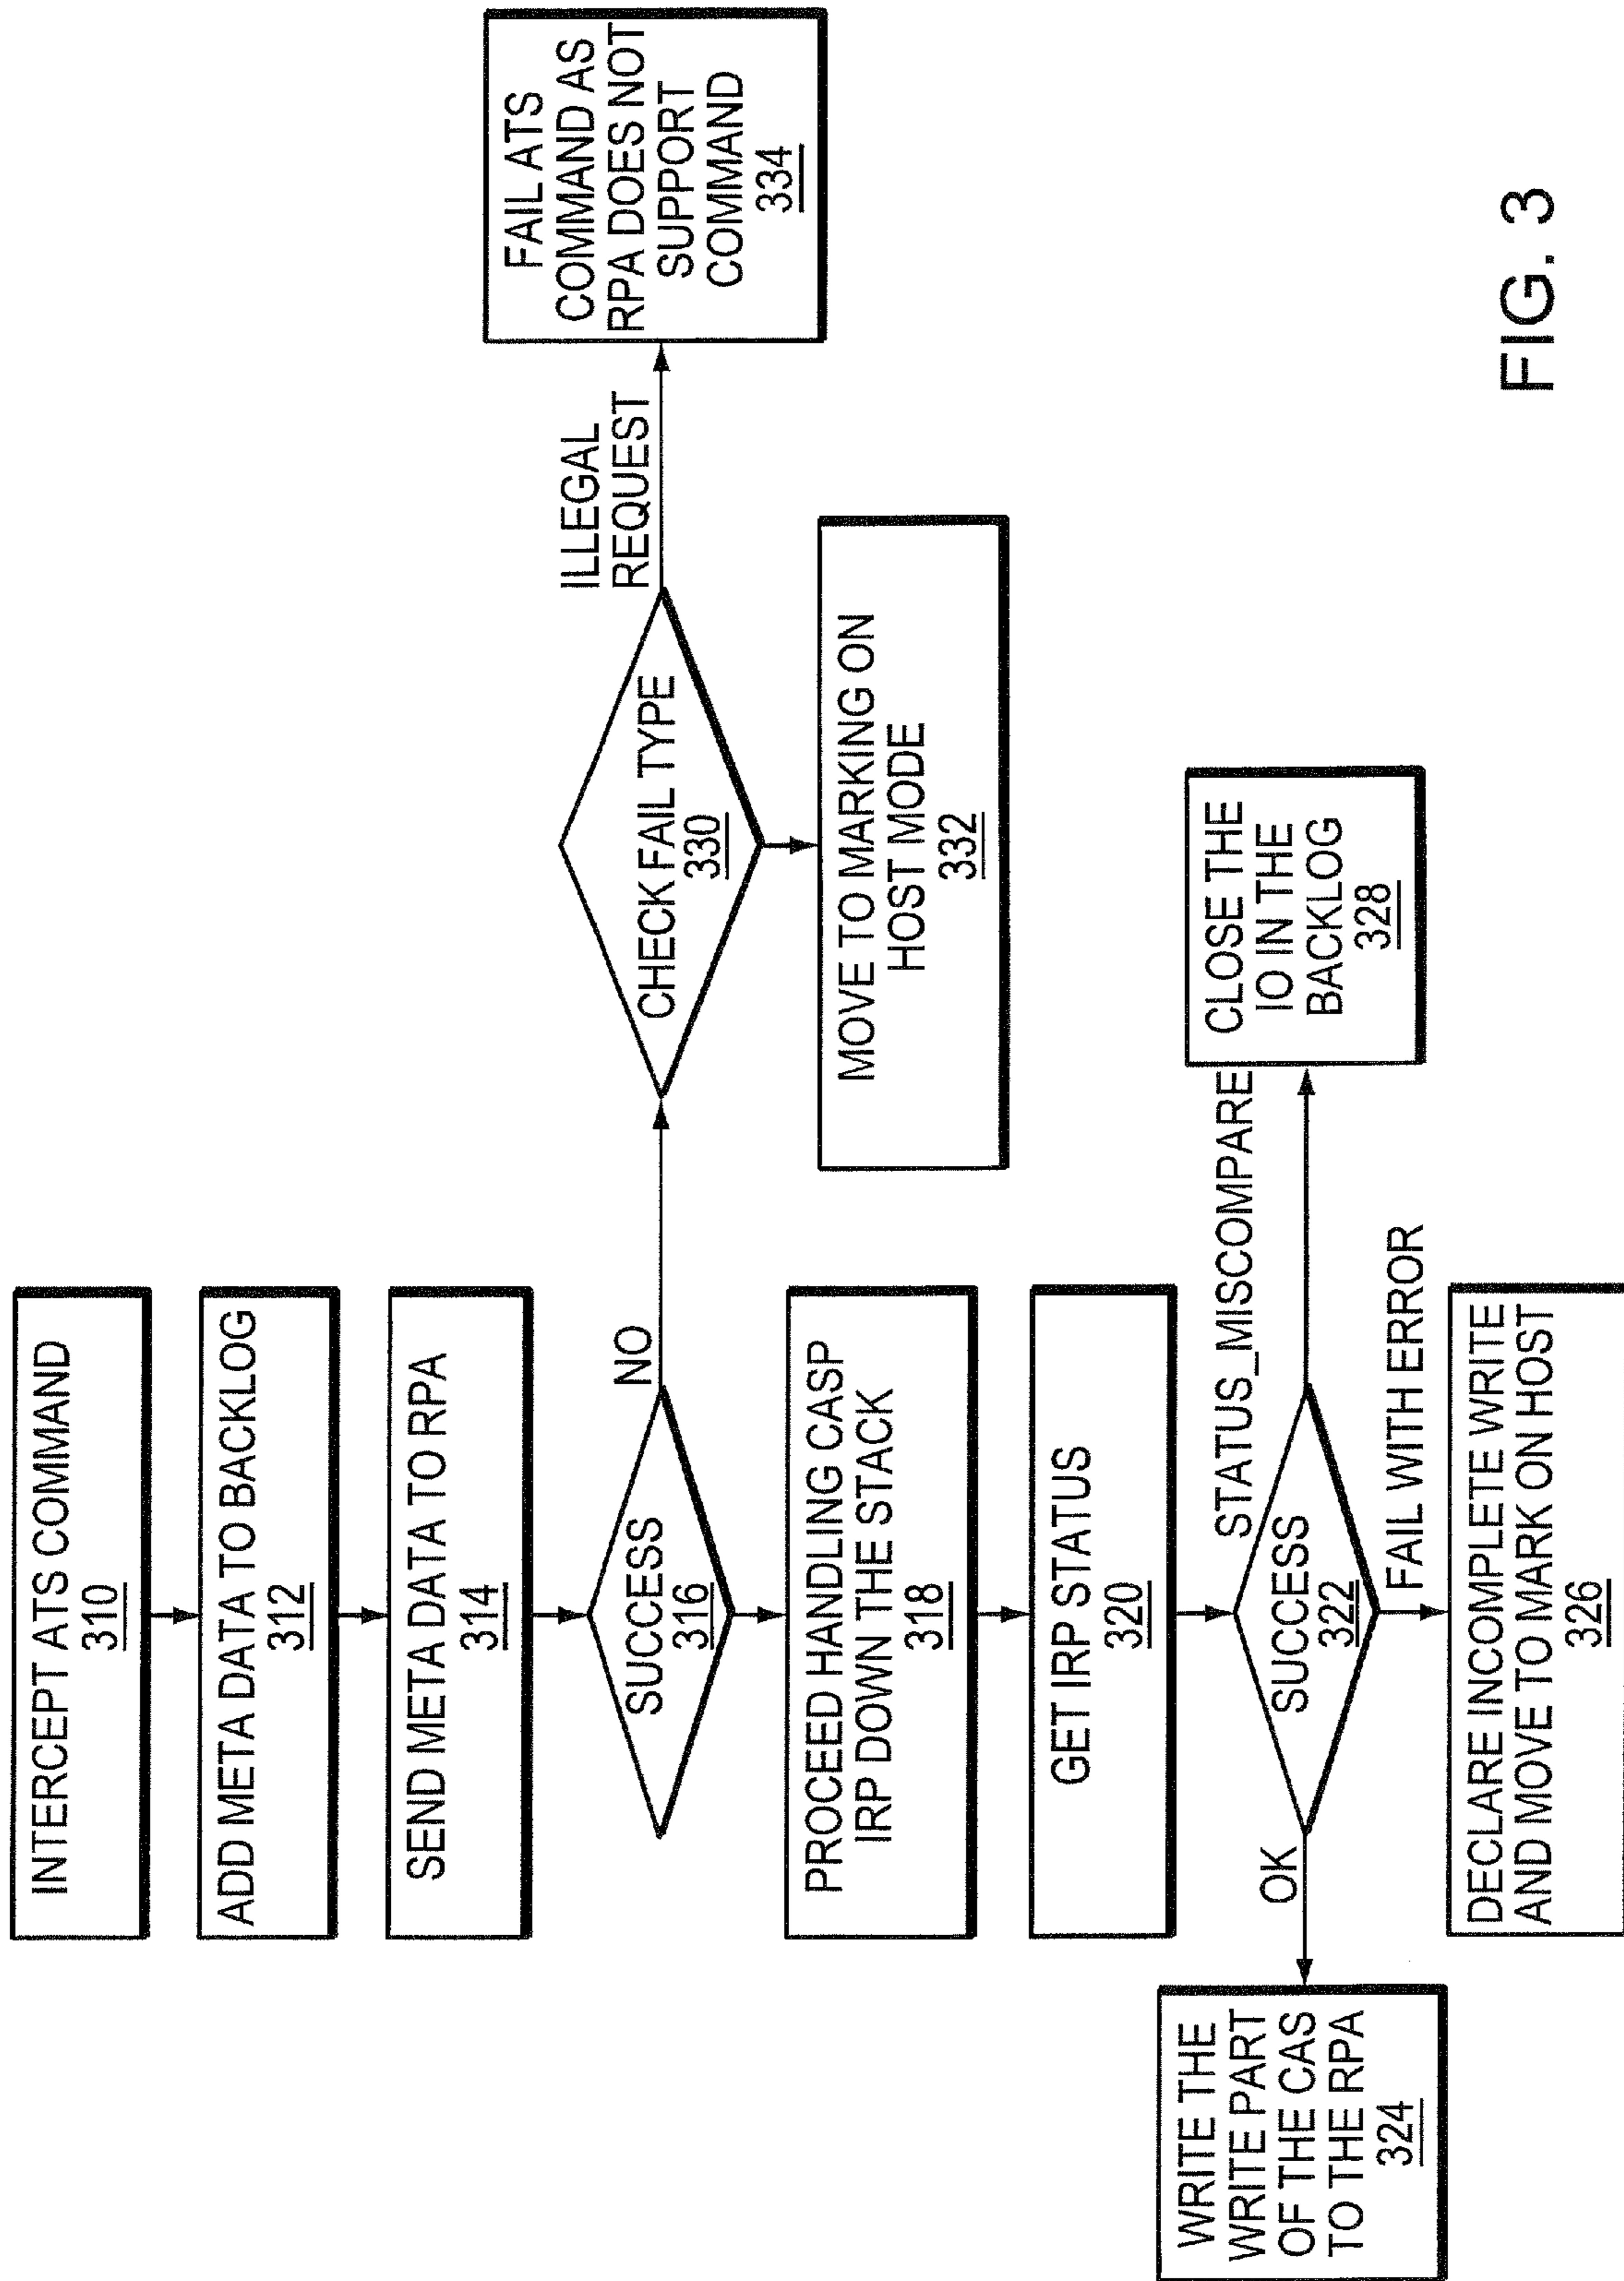 INTERCEPT ATS COMMAND
310
ADD META DATA TO BACKLOG
312
SEND META DATA TO RPA
314
SUCCESS
316
NO
CHECK FAIL TYPE
330
ILLEGAL
REQUEST
FAIL ATS
COMMAND AS
RPA DOES NOT
SUPPORT
COMMAND
334
MOVE TO MARKING ON
HOST MODE
332
PROCEED HANDLING CASP
IRP DOWN THE STACK
318
GET IRP STATUS
320
SUCCESS
322
STATUS_MISCOMPARE
CLOSE THE
IO IN THE
BACKLOG
328
OK
WRITE THE
WRITE PART
OF THE CAS
TO THE RPA
324
FAIL WITH ERROR
DECLARE INCOMPLETE WRITE
AND MOVE TO MARK ON HOST
326
FIG. 3